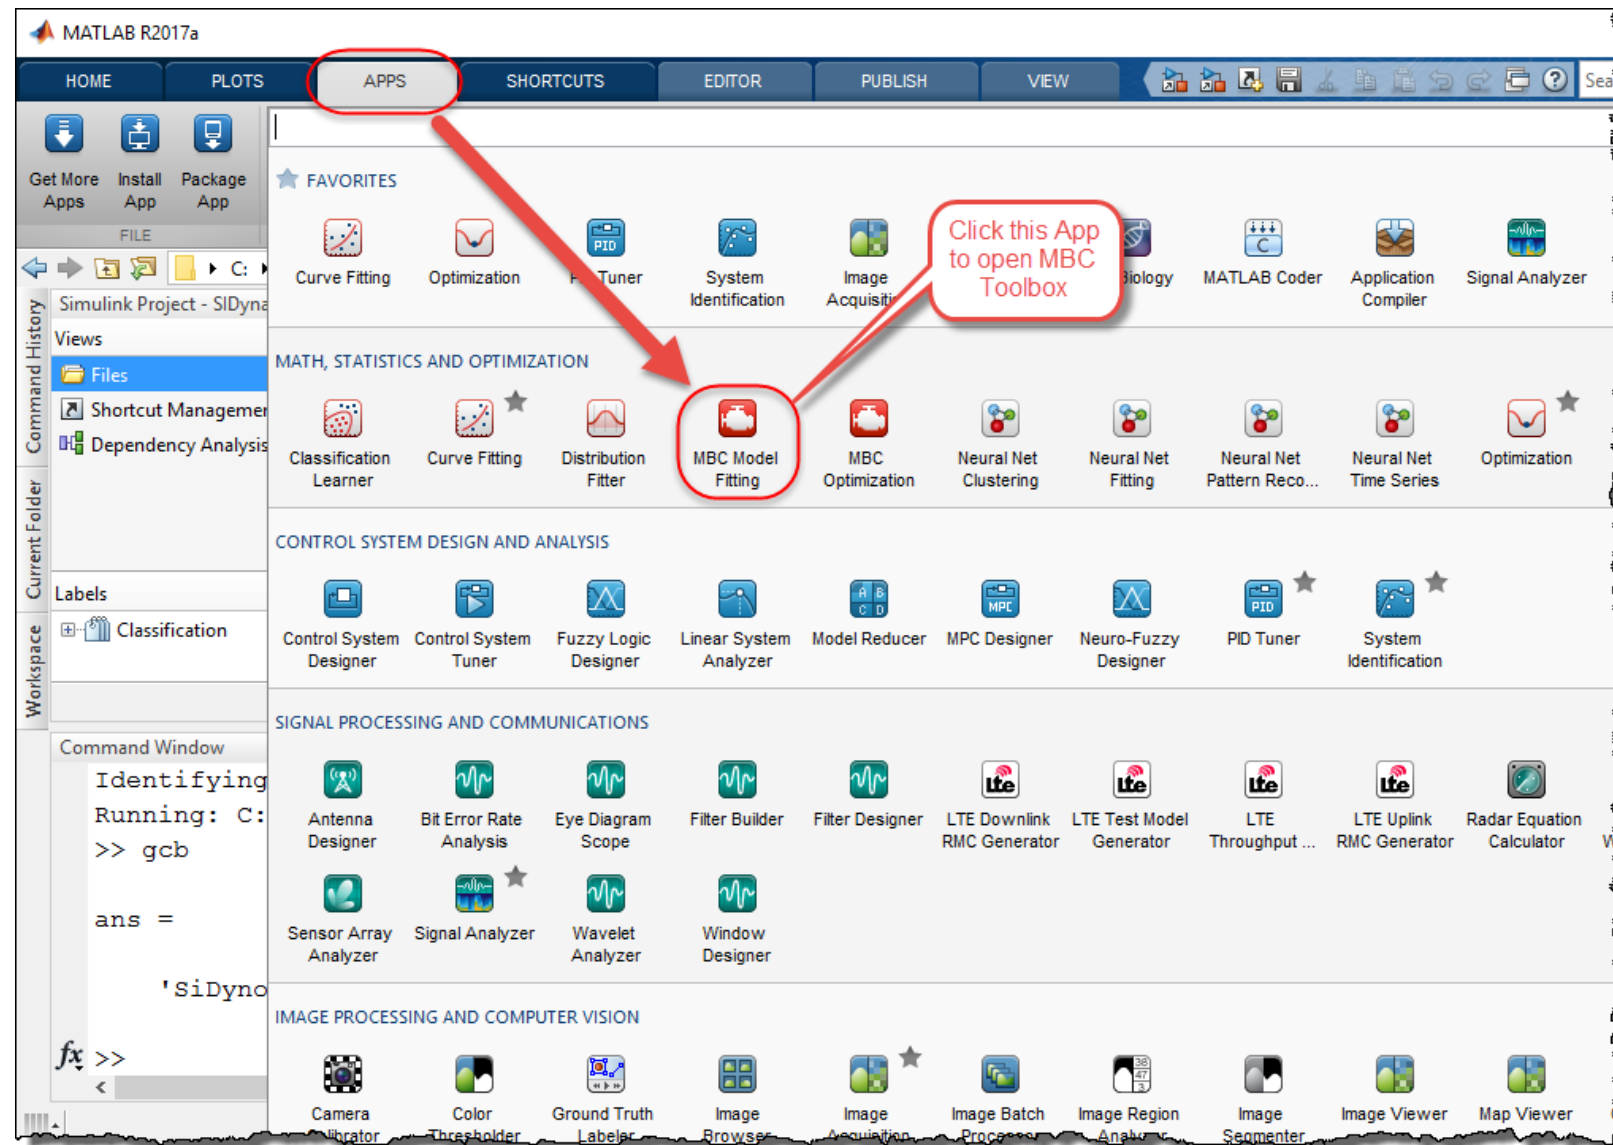 MATLAB R2017a
HOME PLOTS APPS SHORTCUTS EDITOR PUBLISH VIEW
Get More Apps
Install App
Package App
FILE
C:
Simulink Project - SIDyna
Views
Files
Shortcut Managemer
Dependency Analysis
Labels
Classification
Command History
Current Folder
Workspace
Command Window
Identifying
Running: C:
>> gcb
ans =
'SiDyno
fx >>
FAVORITES
Curve Fitting
Optimization
Tuner
System Identification
Image
Click this App
to open MBC
Toolbox
MATLAB Coder
Application Compiler
Signal Analyzer
MATH, STATISTICS AND OPTIMIZATION
Classification Learner
Curve Fitting
Distribution Fitter
MBC Model Fitting
MBC Optimization
Neural Net Clustering
Neural Net Fitting
Neural Net Pattern Reco...
Neural Net Time Series
Optimization
CONTROL SYSTEM DESIGN AND ANALYSIS
Control System Designer
Control System Tuner
Fuzzy Logic Designer
Linear System Analyzer
Model Reducer
MPC Designer
Neuro-Fuzzy Designer
PID Tuner
System Identification
SIGNAL PROCESSING AND COMMUNICATIONS
Antenna Designer
Bit Error Rate Analysis
Eye Diagram Scope
Filter Builder
Filter Designer
LTE Downlink RMC Generator
LTE Test Model Generator
LTE Throughput ...
LTE Uplink RMC Generator
Radar Equation Calculator
Sensor Array Analyzer
Signal Analyzer
Wavelet Analyzer
Window Designer
IMAGE PROCESSING AND COMPUTER VISION
Camera
Color Thresholder
Ground Truth Labeler
Image Browser
Image Acquisition
Image Batch Processor
Image Region Analyzer
Image Segmenter
Image Viewer
Map Viewer